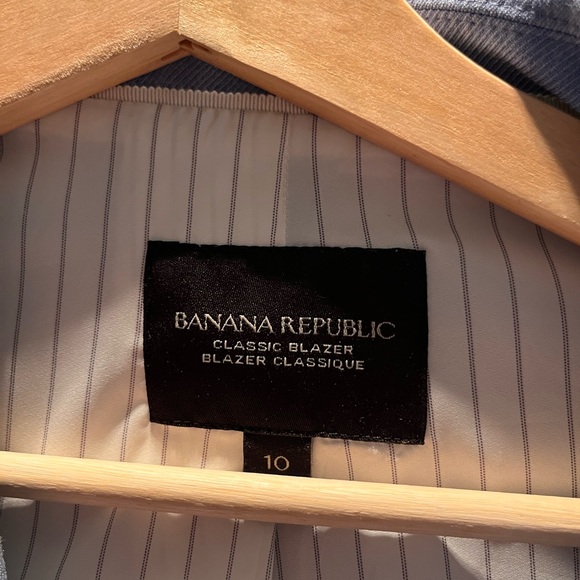 BANANA REPUBLIC
CLASSIC BLAZER
BLAZER CLASSIQUE
10